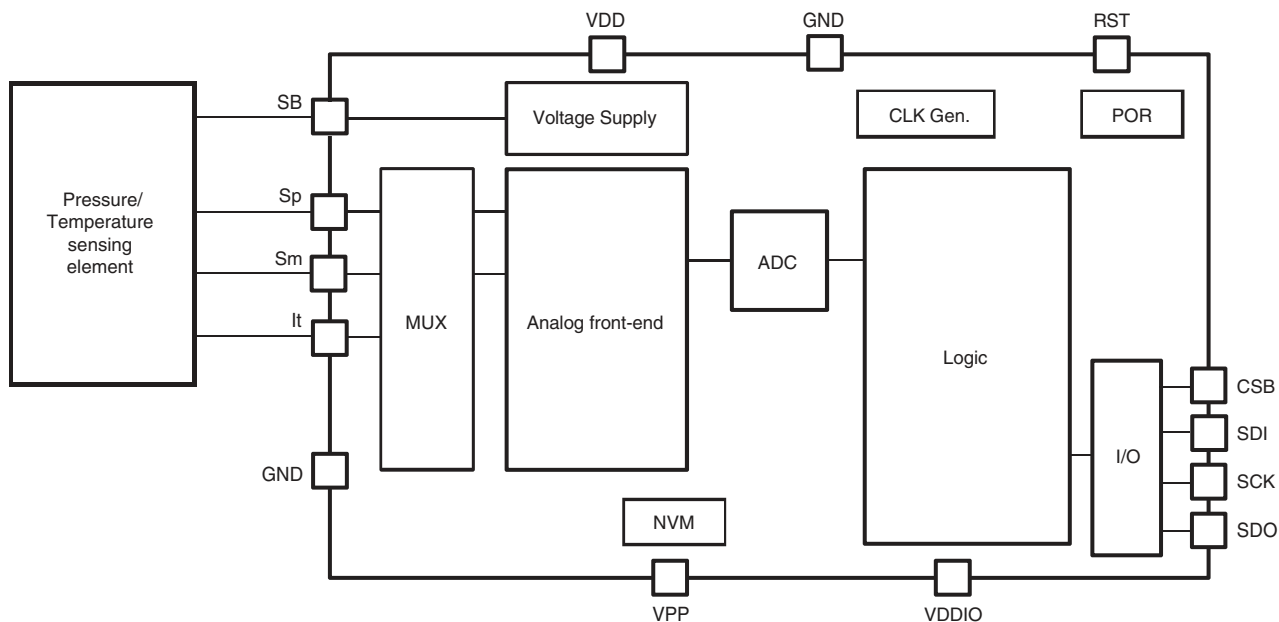 VDD
GND
RST
SB
Voltage Supply
CLK Gen.
POR
Pressure/
Temperature
sensing
element
Sp
Sm
It
MUX
Analog front-end
ADC
Logic
CSB
SDI
I/O
SCK
SDO
GND
NVM
VPP
VDDIO